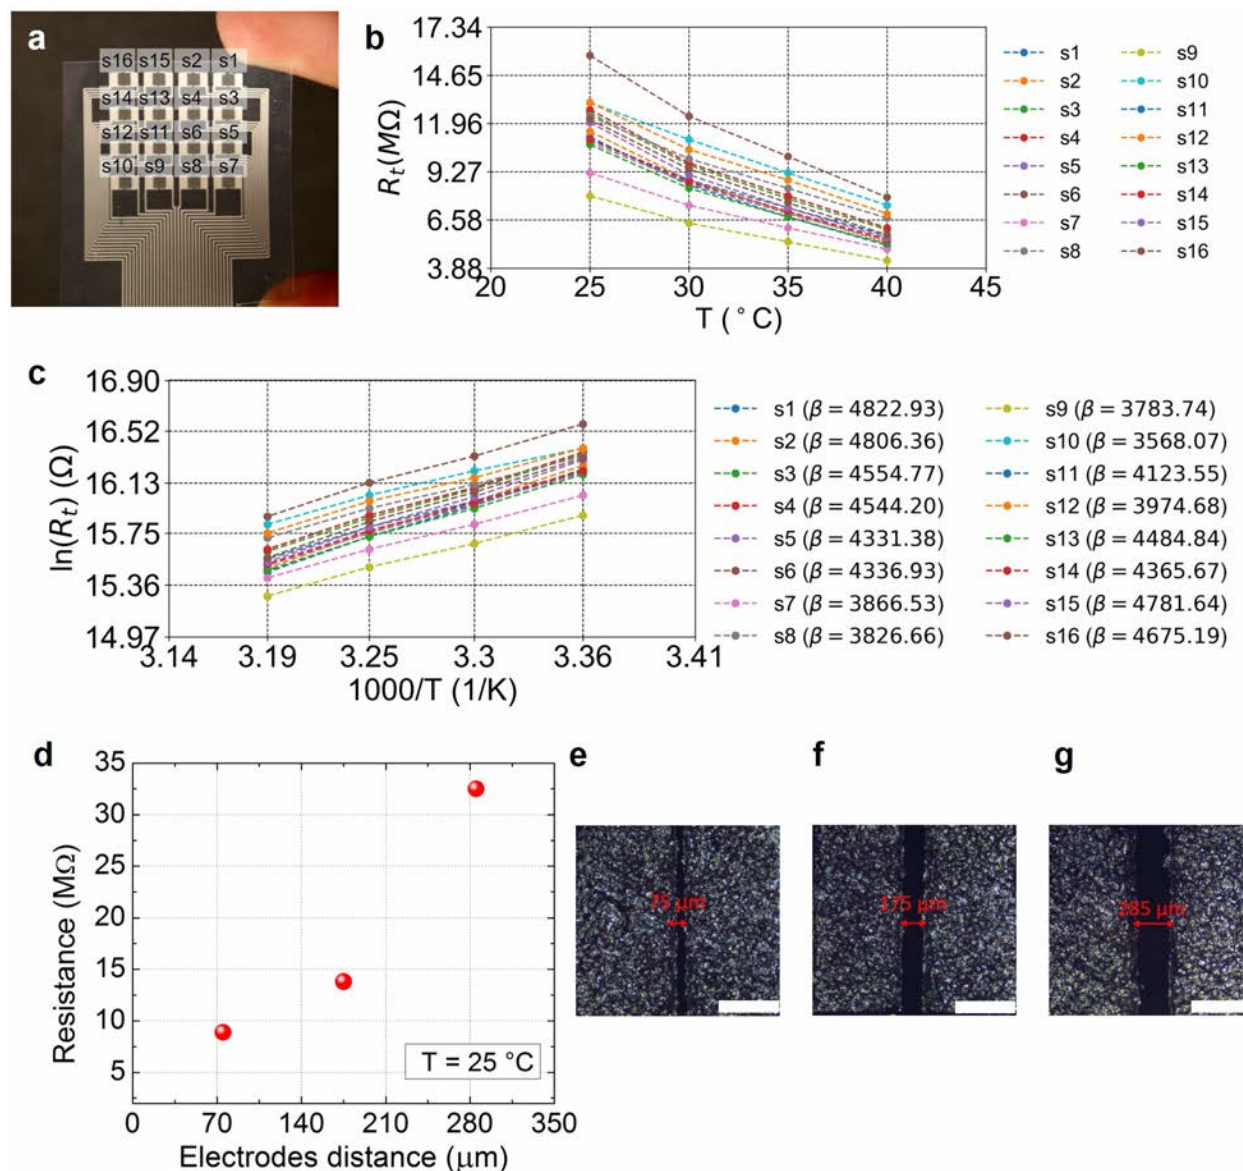 a
s16 s15 s2 s1
s14 s13 s4 s3
s12 s11 s6 s5
s10 s9 s8 s7
b
17.34
14.65
11.96
9.27
6.58
3.88
R_t(MΩ)
20 25 30 35 40 45
T (°C)
s1 s9
s2 s10
s3 s11
s4 s12
s5 s13
s6 s14
s7 s15
s8 s16
c
16.90
16.52
16.13
15.75
15.36
14.97
ln(R_t) (Ω)
3.14 3.19 3.25 3.3 3.36 3.41
1000/T (1/K)
s1 (β = 4822.93) s9 (β = 3783.74)
s2 (β = 4806.36) s10 (β = 3568.07)
s3 (β = 4554.77) s11 (β = 4123.55)
s4 (β = 4544.20) s12 (β = 3974.68)
s5 (β = 4331.38) s13 (β = 4484.84)
s6 (β = 4336.93) s14 (β = 4365.67)
s7 (β = 3866.53) s15 (β = 4781.64)
s8 (β = 3826.66) s16 (β = 4675.19)
d
35
30
25
20
15
10
5
Resistance (MΩ)
T = 25 °C
0 70 140 210 280 350
Electrodes distance (μm)
e
75 μm
f
175 μm
g
285 μm